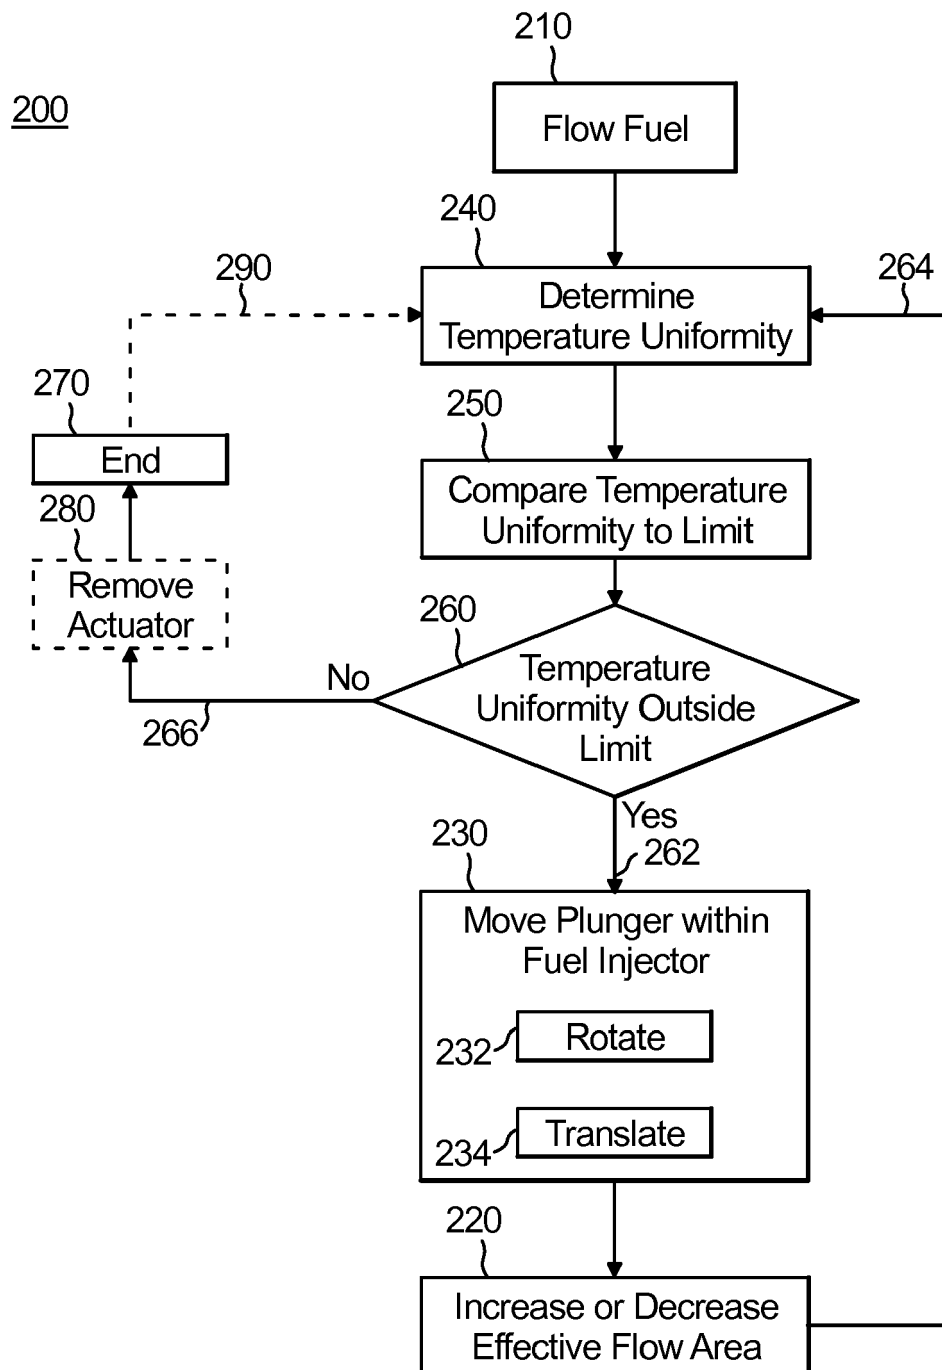 210
200
Flow Fuel
240
290
264
Determine
Temperature Uniformity
270
250
End
Compare Temperature
Uniformity to Limit
280
Remove
Actuator
260
No
Temperature
Uniformity Outside
Limit
266
Yes
230
262
Move Plunger within
Fuel Injector
232
Rotate
234
Translate
220
Increase or Decrease
Effective Flow Area